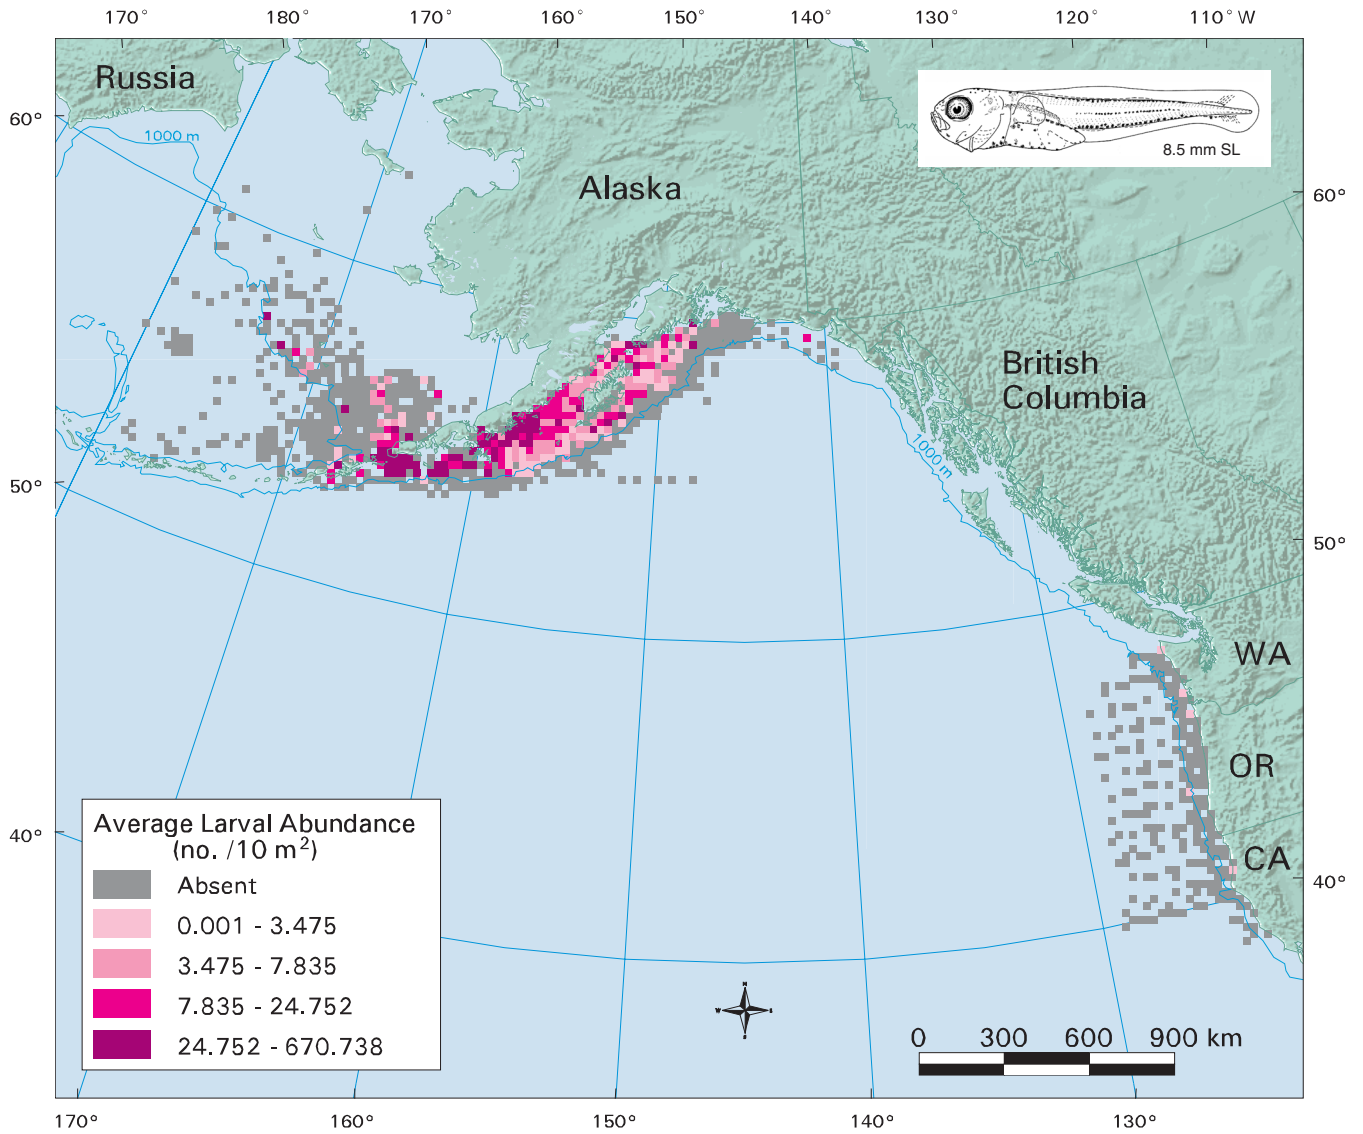 170° 180° 170° 160° 150° 140° 130° 120° 110° W
Russia
1000 m
60°
8.5 mm SL
Alaska
60°
British
Columbia
1000 m
50°
50°
WA
OR
CA
40°
40°
Average Larval Abundance
(no. /10 m²)
Absent
0.001 - 3.475
3.475 - 7.835
7.835 - 24.752
24.752 - 670.738
N
W
S
0 300 600 900 km
170° 160° 150° 140° 130°